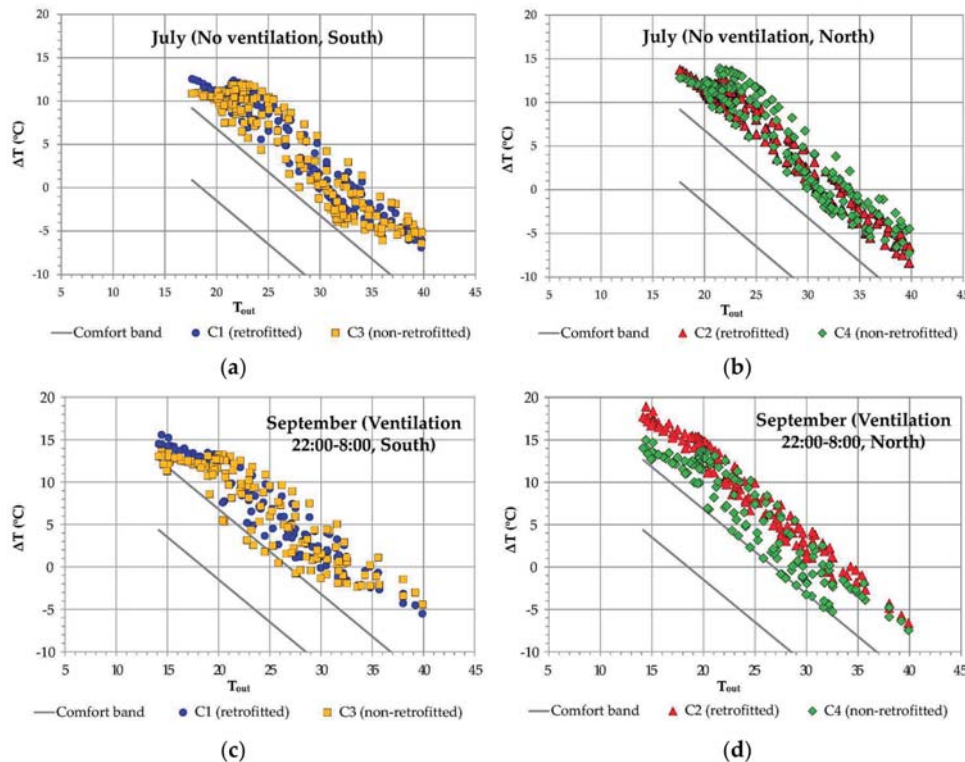 July (No ventilation, South)
ΔT (°C)
20
15
10
5
0
-5
-10
5 10 15 20 25 30 35 40 45
T_out
Comfort band C1 (retrofitted) C3 (non-retrofitted)
(a)
July (No ventilation, North)
ΔT (°C)
20
15
10
5
0
-5
-10
5 10 15 20 25 30 35 40 45
T_out
Comfort band C2 (retrofitted) C4 (non-retrofitted)
(b)
September (Ventilation
22:00-8:00, South)
ΔT (°C)
20
15
10
5
0
-5
-10
5 10 15 20 25 30 35 40 45
T_out
Comfort band C1 (retrofitted) C3 (non-retrofitted)
(c)
September (Ventilation
22:00-8:00, North)
ΔT (°C)
20
15
10
5
0
-5
-10
5 10 15 20 25 30 35 40 45
T_out
Comfort band C2 (retrofitted) C4 (non-retrofitted)
(d)